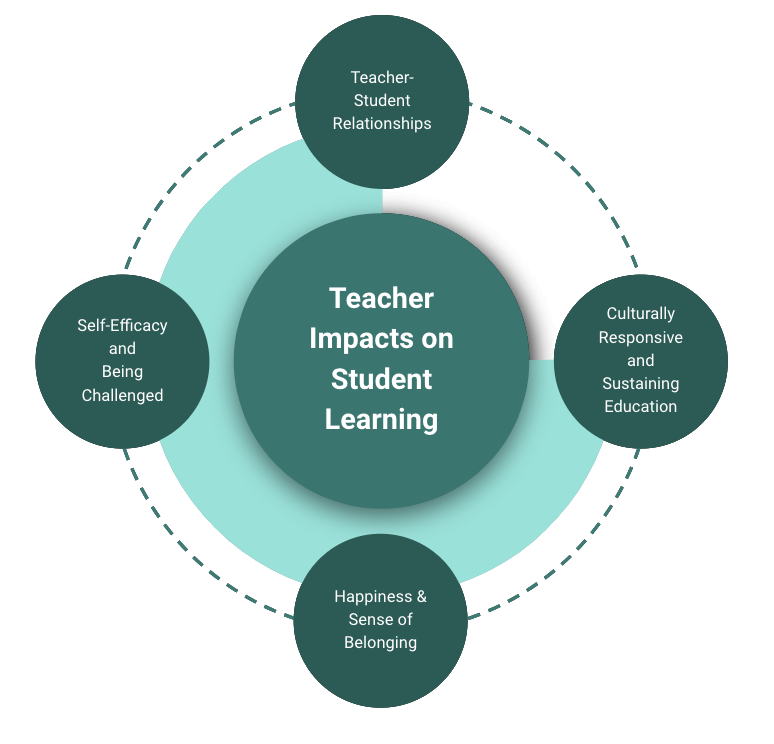 Teacher-
Student
Relationships
Self-Efficacy
and
Being
Challenged
Teacher
Impacts on
Student
Learning
Culturally
Responsive
and
Sustaining
Education
Happiness &
Sense of
Belonging